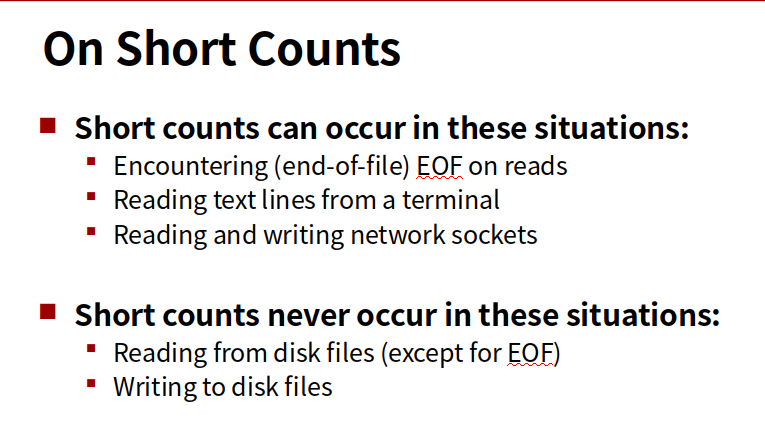 On Short Counts
Short counts can occur in these situations:
Encountering (end-of-file) EOF on reads
Reading text lines from a terminal
Reading and writing network sockets
Short counts never occur in these situations:
Reading from disk files (except for EOF)
Writing to disk files